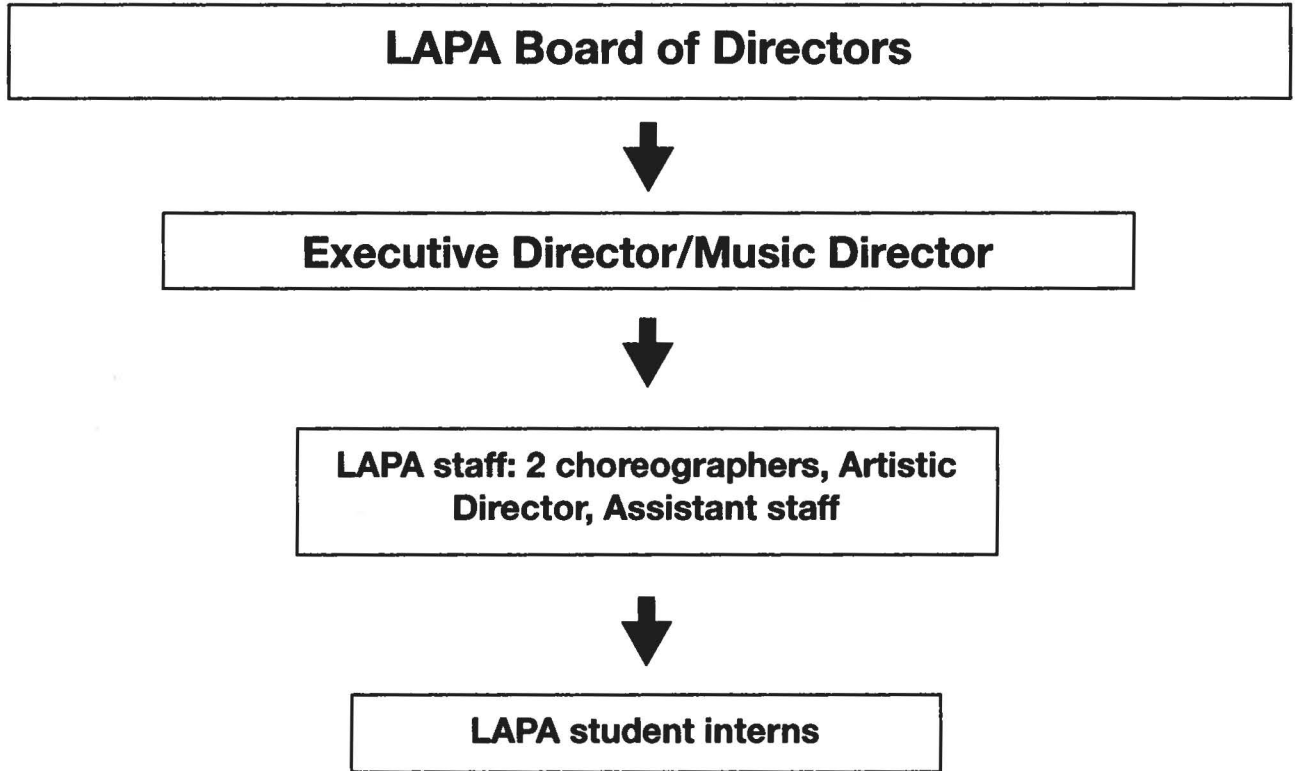 LAPA Board of Directors
Executive Director/Music Director
LAPA staff: 2 choreographers, Artistic
Director, Assistant staff
LAPA student interns